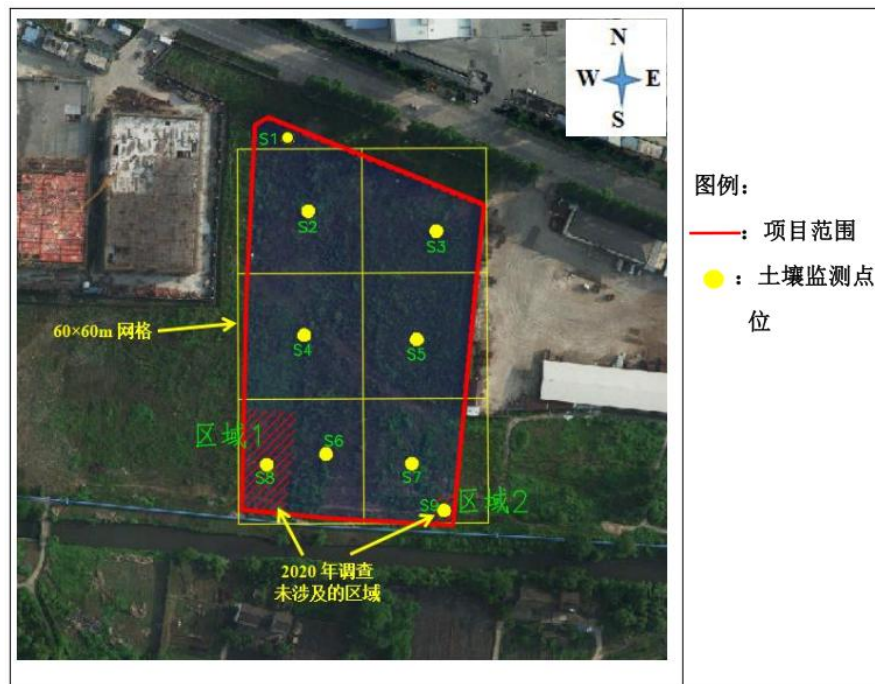 N
W E
S
S1
S2
S3
60×60m 网格
S4
S5
区域1
S6
S8
S7
S9
区域2
2020 年调查
未涉及的区域
图例：
：项目范围
：土壤监测点
位